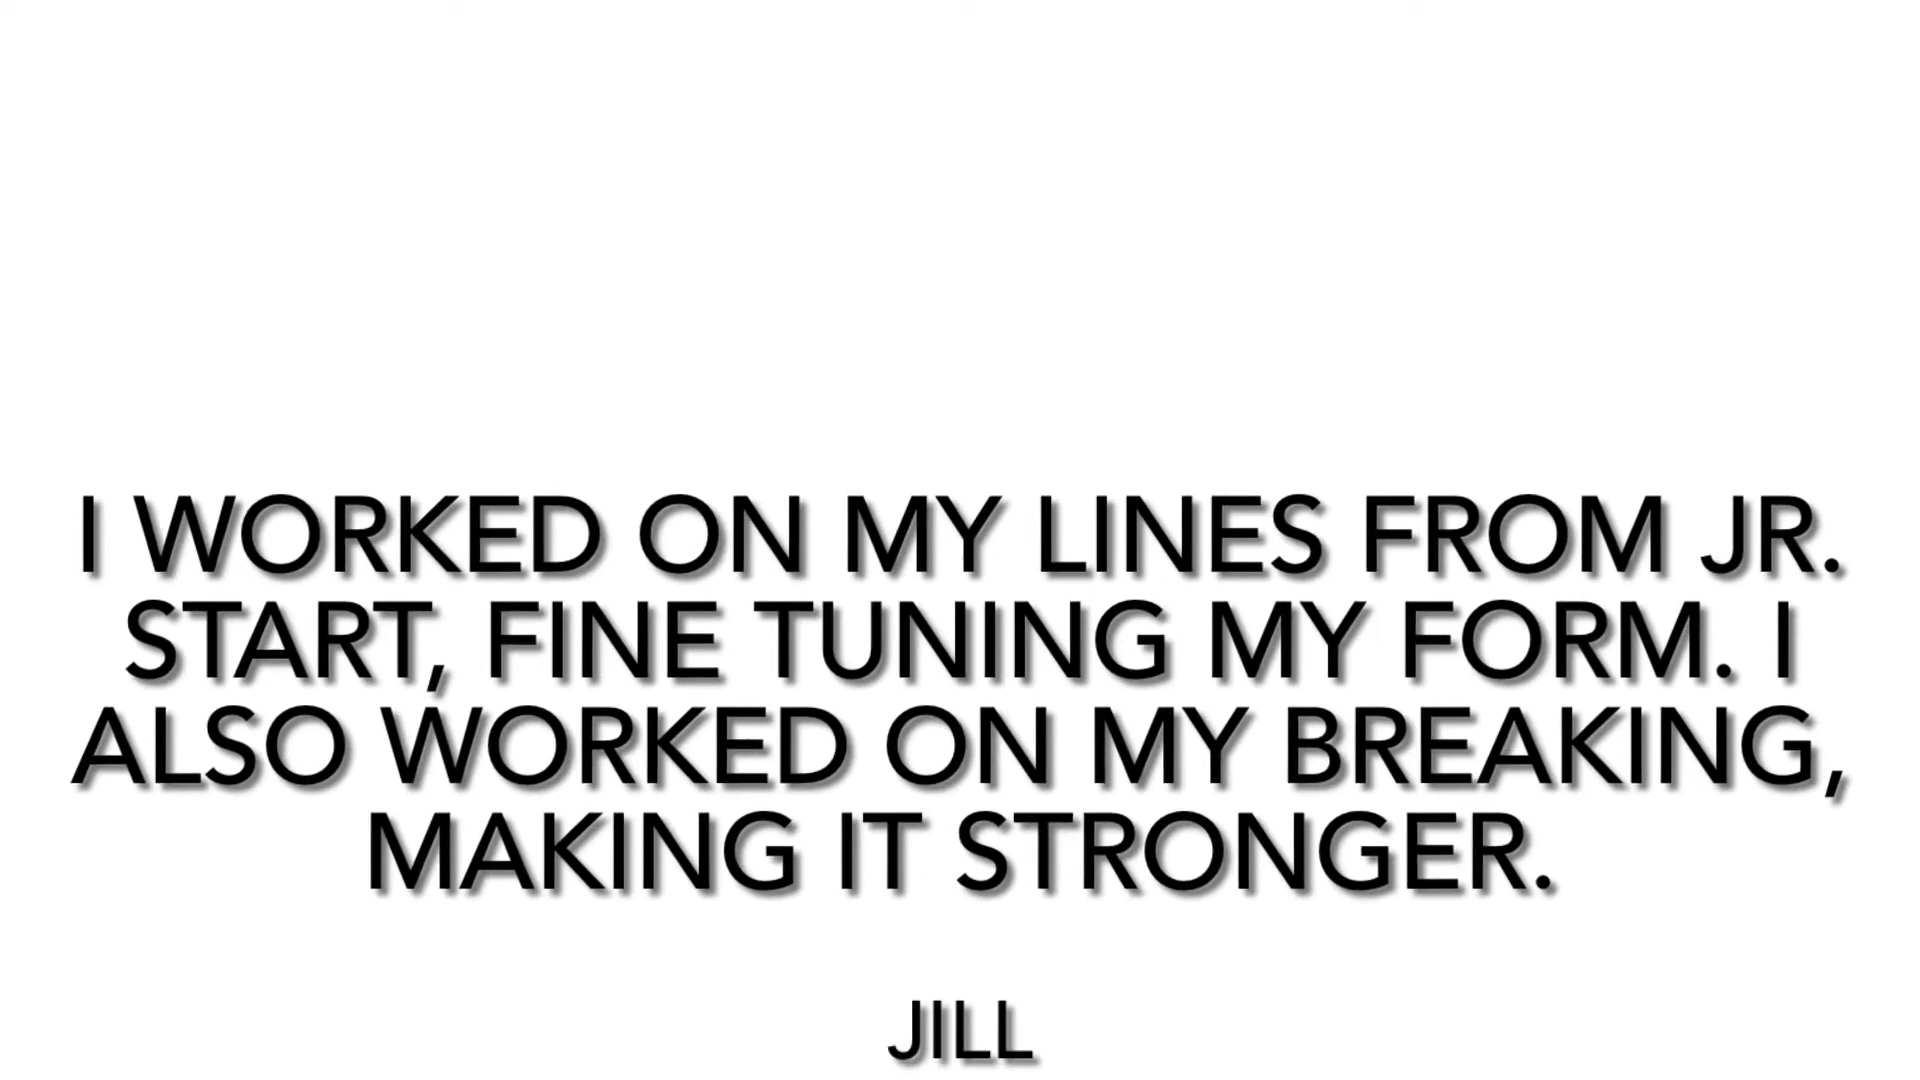 I WORKED ON MY LINES FROM JR.
START, FINE TUNING MY FORM. I
ALSO WORKED ON MY BREAKING,
MAKING IT STRONGER.
JILL